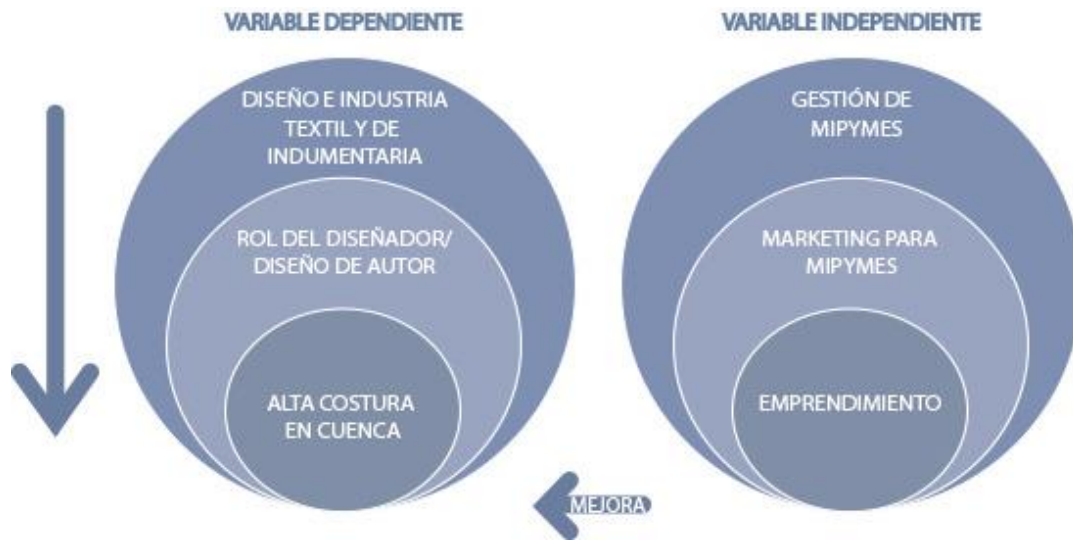 VARIABLE DEPENDIENTE
DISEÑO E INDUSTRIA
TEXTIL Y DE
INDUMENTARIA
ROL DEL DISEÑADOR/
DISEÑO DE AUTOR
ALTA COSTURA
EN CUENCA
VARIABLE INDEPENDIENTE
GESTIÓN DE
MIPYMES
MARKETING PARA
MIPYMES
EMPRENDIMIENTO
MEJORA